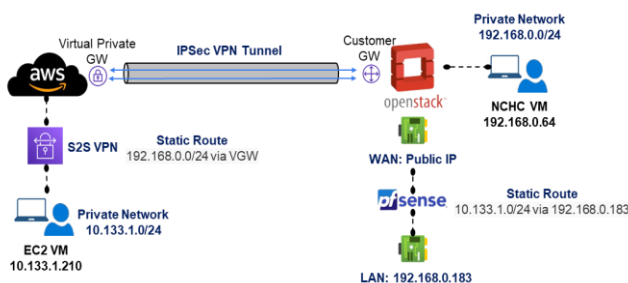 Virtual Private
GW
IPSec VPN Tunnel
Customer
GW
Private Network
192.168.0.0/24
aws
openstack
NCHC VM
192.168.0.64
S2S VPN
Static Route
192.168.0.0/24 via VGW
WAN: Public IP
pfsense
Static Route
10.133.1.0/24 via 192.168.0.183
Private Network
10.133.1.0/24
EC2 VM
10.133.1.210
LAN: 192.168.0.183